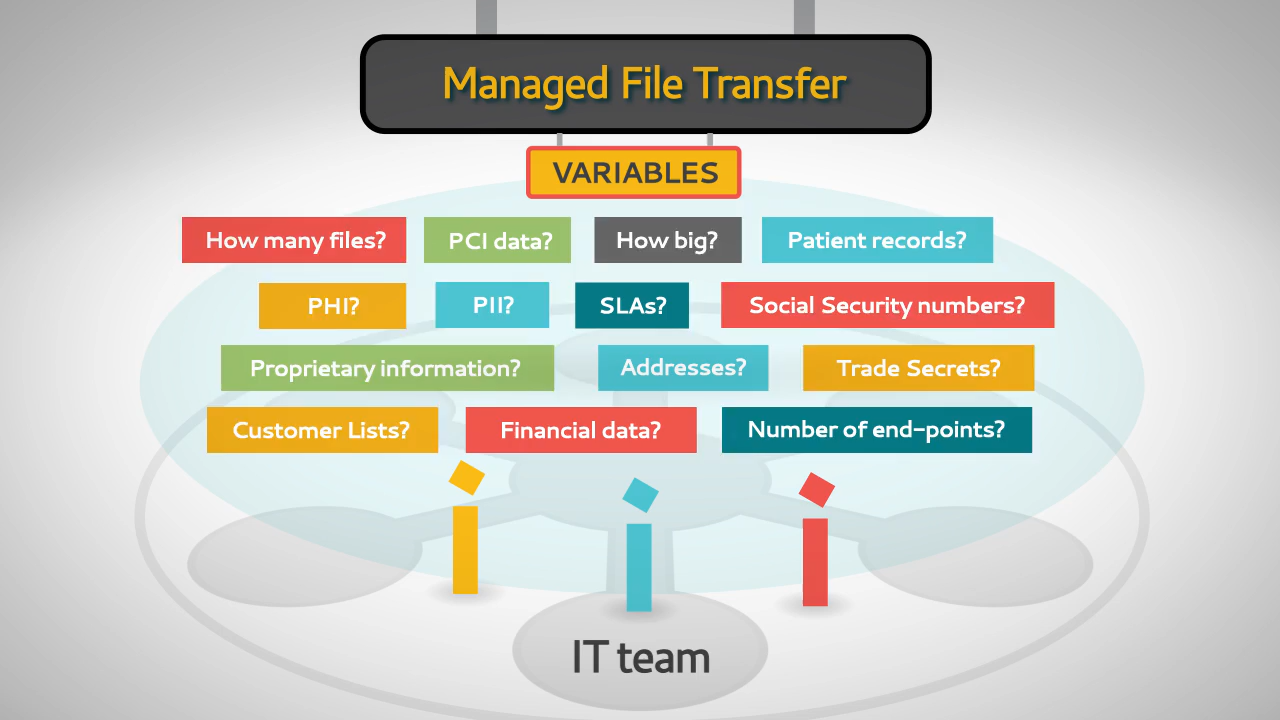 Managed File Transfer
VARIABLES
How many files? PCI data? How big? Patient records?
PHI? PII? SLAs? Social Security numbers?
Proprietary information? Addresses? Trade Secrets?
Customer Lists? Financial data? Number of end-points?
IT team